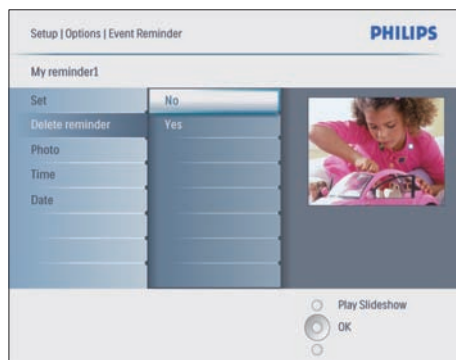 Setup | Options | Event Reminder
PHILIPS
My reminder1
Set
No
Delete reminder
Yes
Photo
Time
Date
Play Slideshow
OK